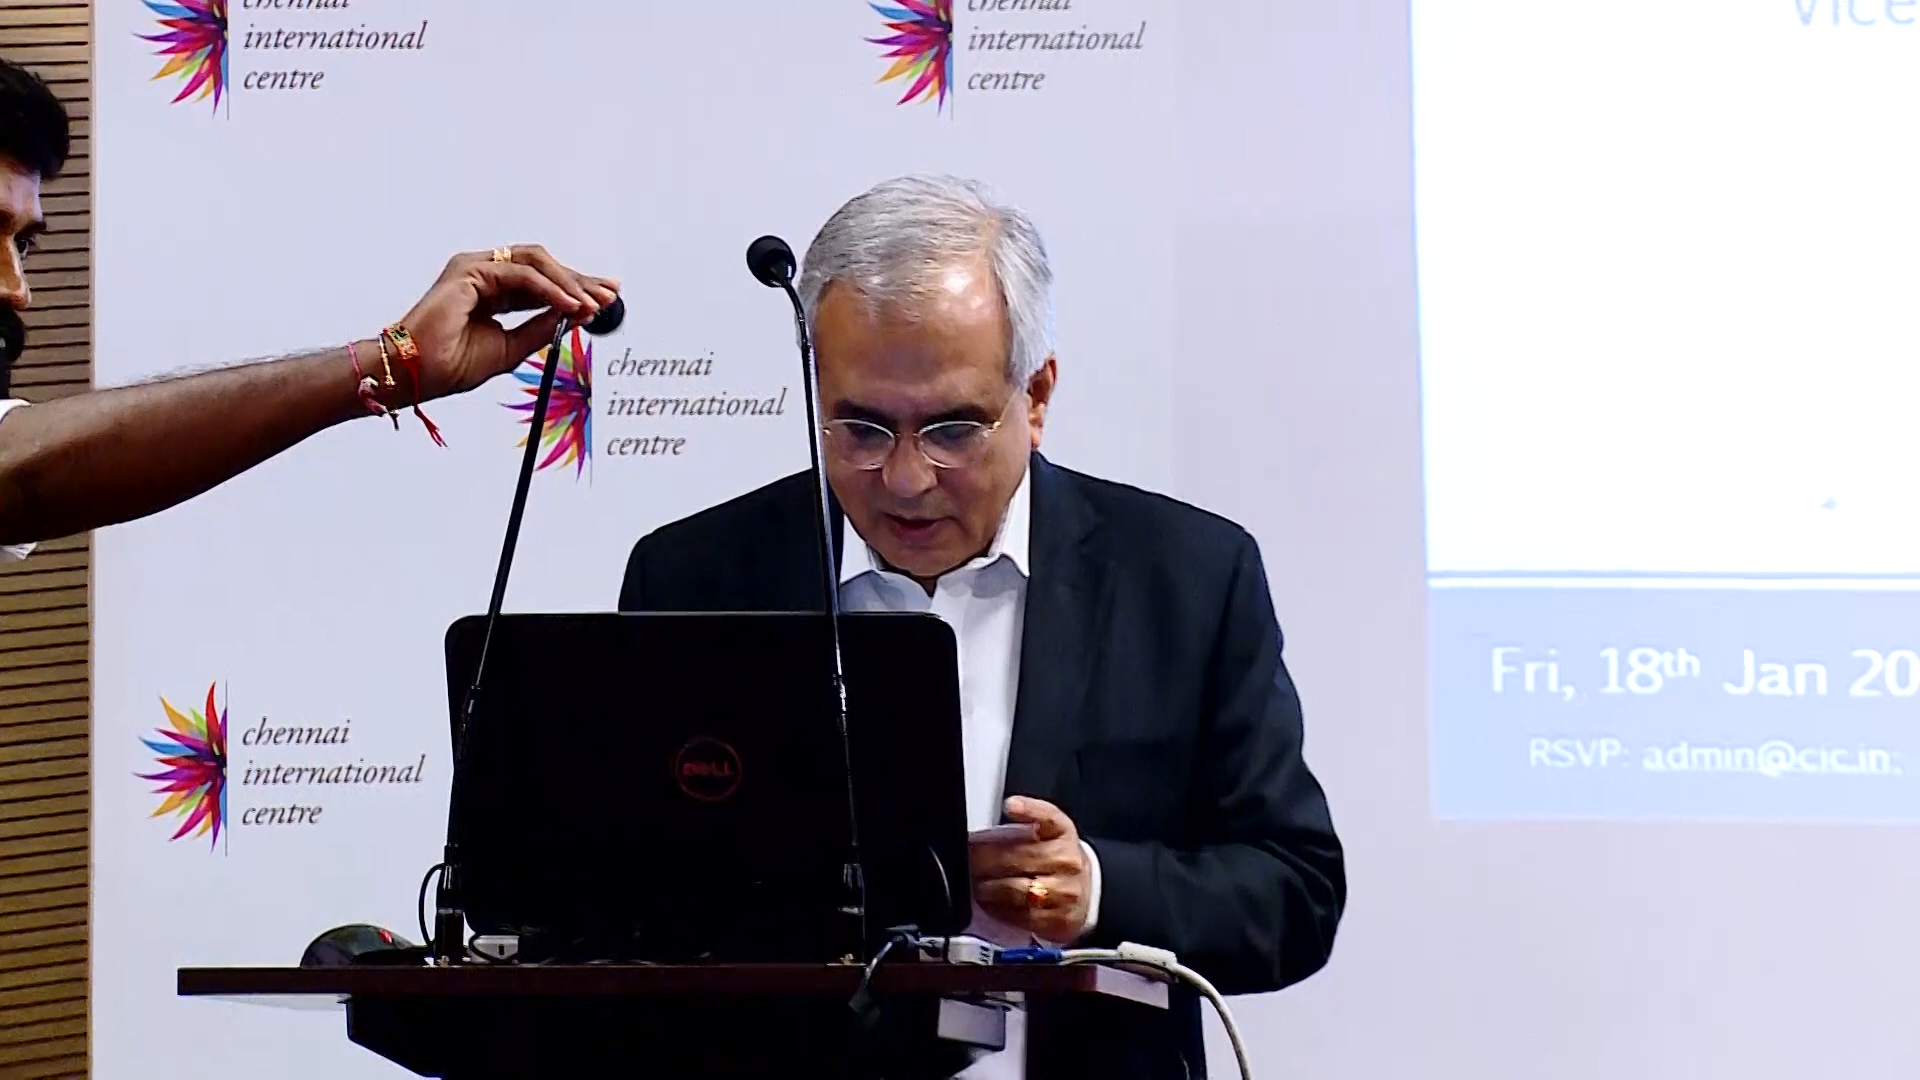 chennai
international
centre
chennai
international
centre
Vice
chennai
international
centre
chennai
international
centre
DELL
Fri, 18th Jan 20
RSVP: admin@cic.in: